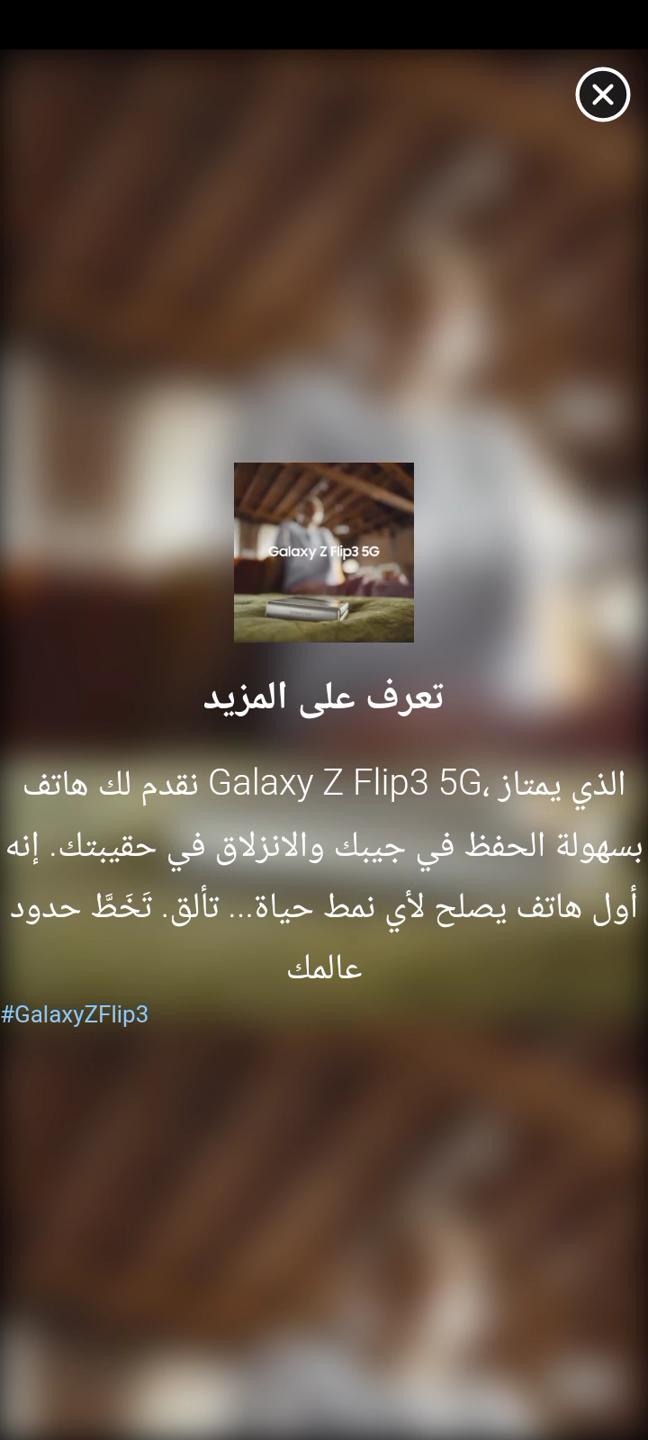 Galaxy Z Flip3 5G
تعرف على المزيد
نقدم لك هاتف Galaxy Z Flip3 5G، الذي يمتاز
بسهولة الحفظ في جيبك والانزلاق في حقيبتك. إنه
أول هاتف يصلح لأي نمط حياة... تألق. تَخَطَّ حدود
عالمك
#GalaxyZFlip3